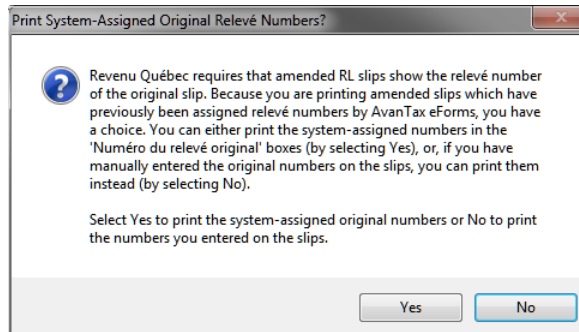 Print System-Assigned Original Relevé Numbers?
Revenu Québec requires that amended RL slips show the relevé number
of the original slip. Because you are printing amended slips which have
previously been assigned relevé numbers by AvanTax eForms, you have
a choice. You can either print the system-assigned numbers in the
'Numéro du relevé original' boxes (by selecting Yes), or, if you have
manually entered the original numbers on the slips, you can print them
instead (by selecting No).
Select Yes to print the system-assigned original numbers or No to print
the numbers you entered on the slips.
Yes
No